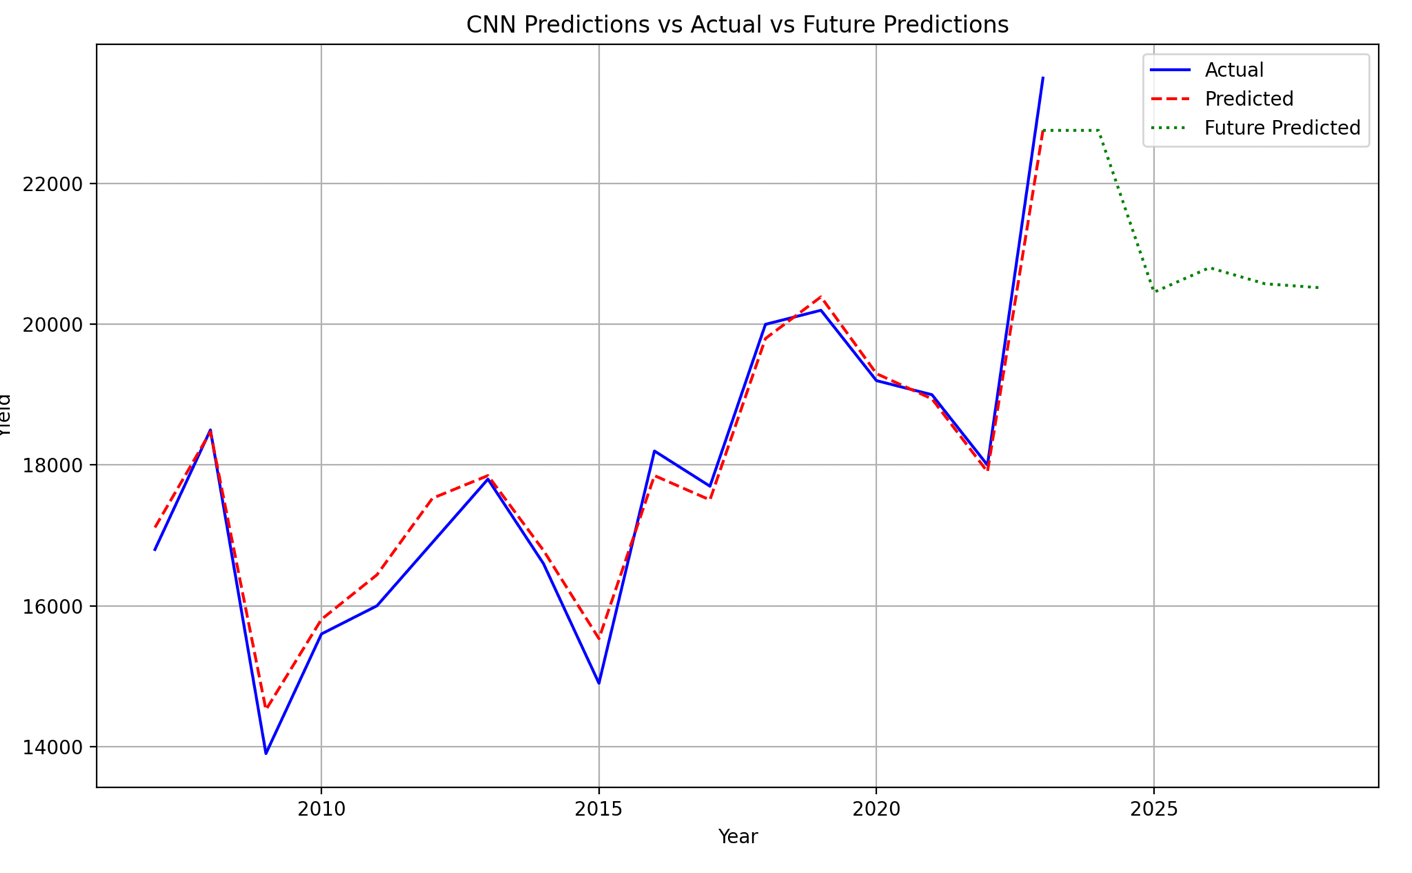 CNN Predictions vs Actual vs Future Predictions
Actual
Predicted
Future Predicted
22000
20000
18000
16000
14000
Yield
2010
2015
2020
2025
Year